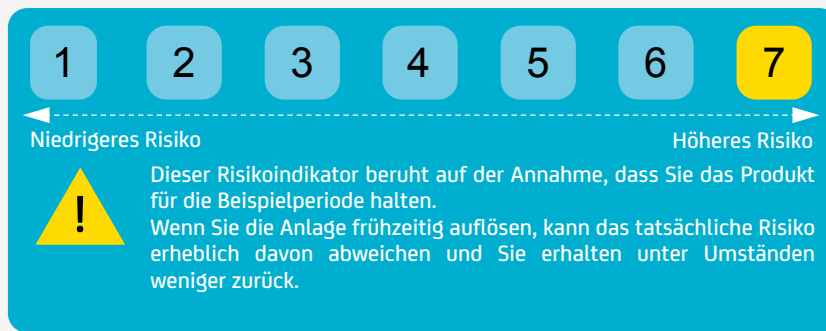 1 2 3 4 5 6 7
Niedrigeres Risiko Höheres Risiko
Dieser Risikoindikator beruht auf der Annahme, dass Sie das Produkt
für die Beispielperiode halten.
Wenn Sie die Anlage frühzeitig auflösen, kann das tatsächliche Risiko
erheblich davon abweichen und Sie erhalten unter Umständen
weniger zurück.
!